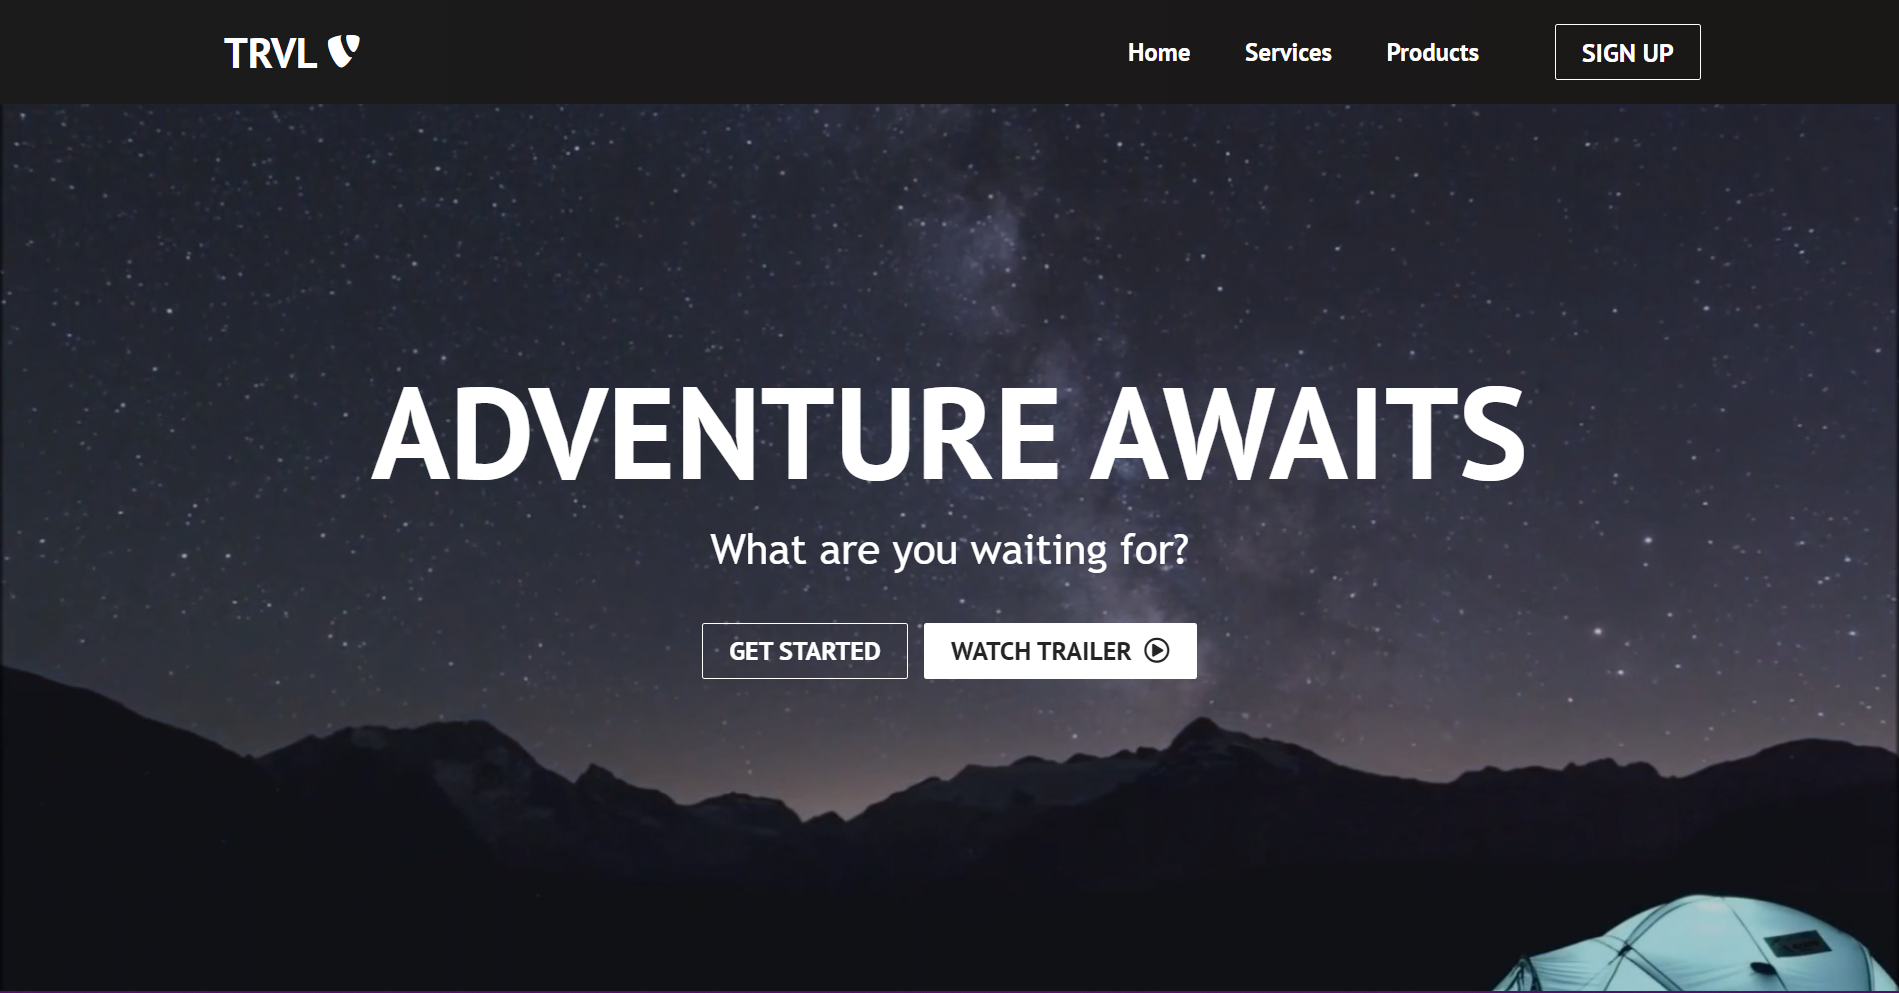 TRVL
Home Services Products SIGN UP
ADVENTURE AWAITS
What are you waiting for?
GET STARTED WATCH TRAILER